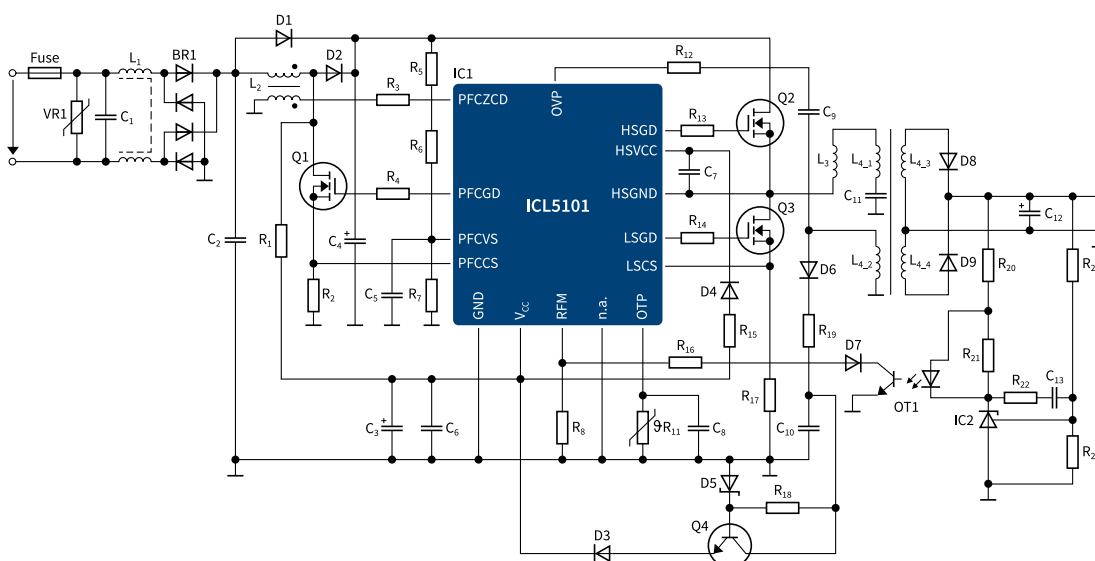 D1
R12
Fuse
L1
BR1
D2
R5
IC1
L2
R3
PFCZCD
OVP
Q2
VR1
C1
R13
HSGD
C9
R6
HSVCC
L3
L4_1
L4_3
D8
Q1
C7
R4
PFCGD
HSGND
C11
ICL5101
Q3
C12
R14
C2
R1
C4
+
PFCVS
LSGD
L4_2
L4_4
D9
R20
PFCCS
LSCS
D6
R2
C5
R7
D4
GND
VCC
RFM
n.a.
OTP
R15
R19
R16
D7
R21
R22
C13
OT1
R17
IC2
C3
+
C6
R8
ϑ
R11
C8
C10
D5
R18
Q4
D3
+